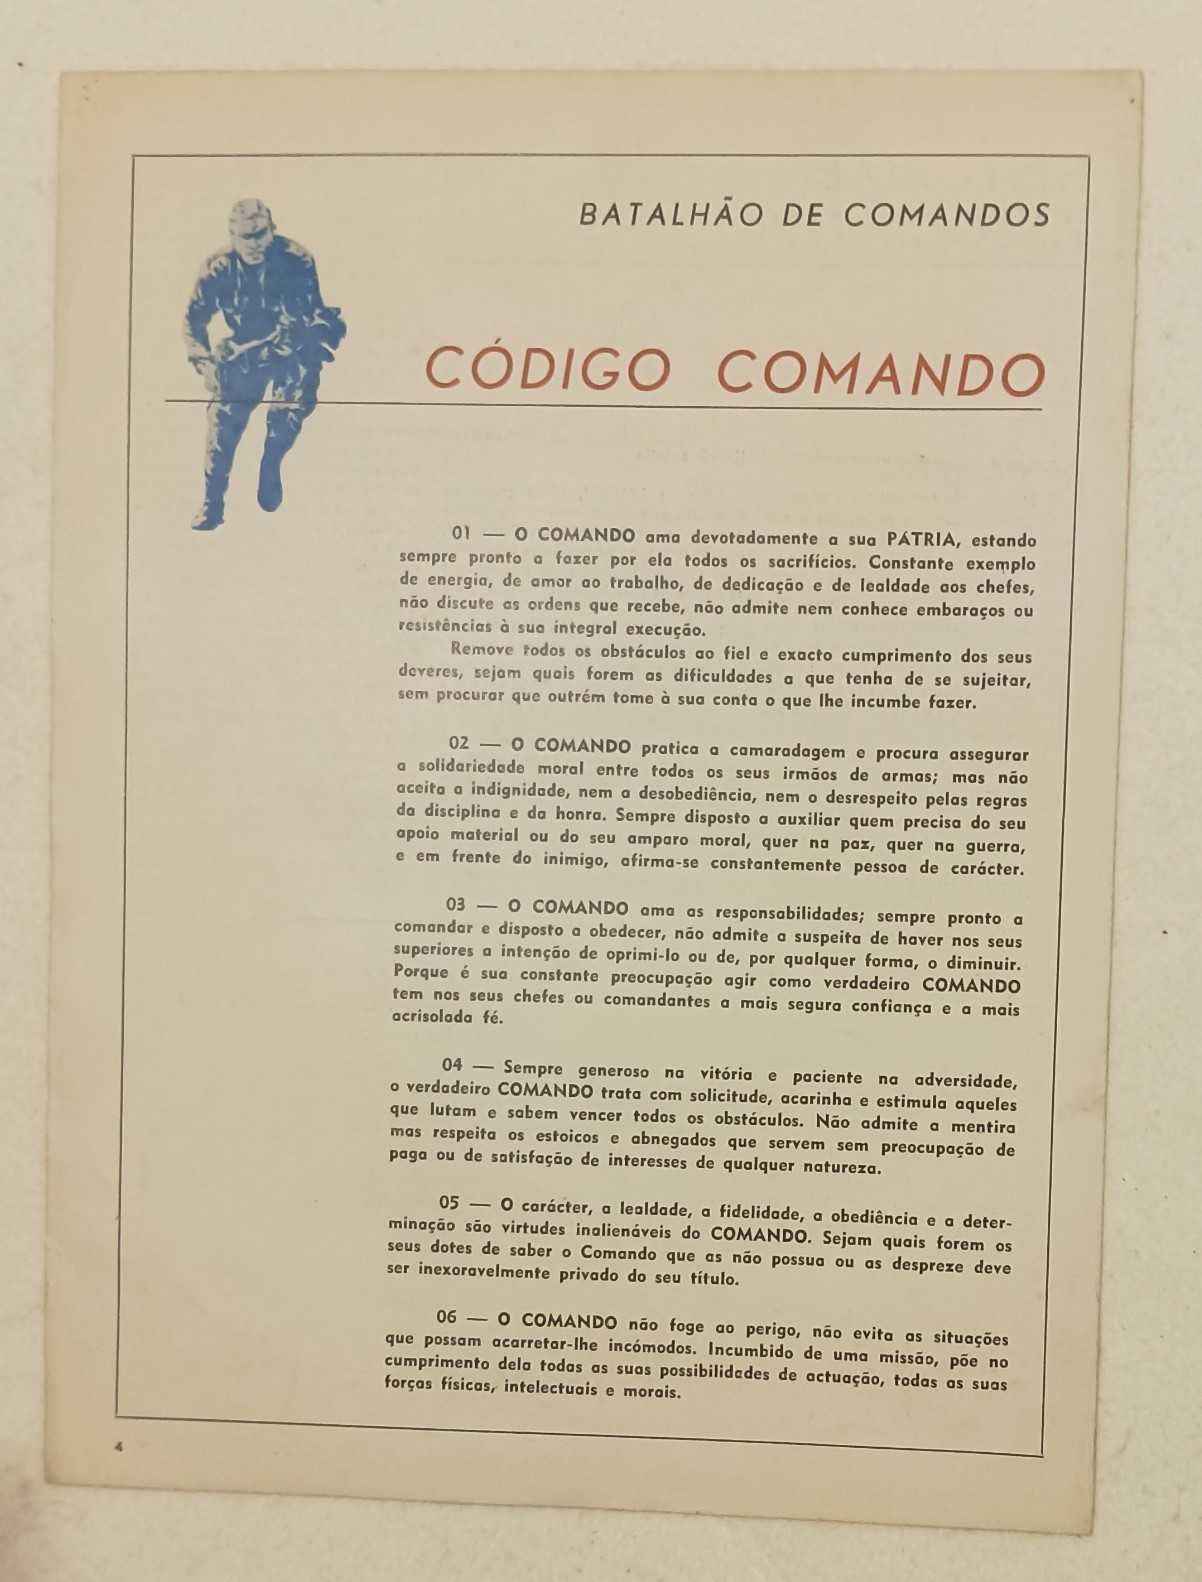 BATALHÃO DE COMANDOS
CÓDIGO COMANDO
01 — O COMANDO ama devotadamente a sua PÁTRIA, estando
sempre pronto a fazer por ela todos os sacrifícios. Constante exemplo
de energia, de amor ao trabalho, de dedicação e de lealdade aos chefes,
não discute as ordens que recebe, não admite nem conhece embaraços ou
resistências à sua integral execução.
Remove todos os obstáculos ao fiel e exacto cumprimento dos seus
deveres, sejam quais forem as dificuldades a que tenha de se sujeitar,
sem procurar que outrém tome à sua conta o que lhe incumbe fazer.
02 — O COMANDO pratica a camaradagem e procura assegurar
a solidariedade moral entre todos os seus irmãos de armas; mas não
aceita a indignidade, nem a desobediência, nem o desrespeito pelas regras
da disciplina e da honra. Sempre disposto a auxiliar quem precisa do seu
apoio material ou do seu amparo moral, quer na paz, quer na guerra,
e em frente do inimigo, afirma-se constantemente pessoa de carácter.
03 — O COMANDO ama as responsabilidades; sempre pronto a
comandar e disposto a obedecer, não admite a suspeita de haver nos seus
superiores a intenção de oprimi-lo ou de, por qualquer forma, o diminuir.
Porque é sua constante preocupação agir como verdadeiro COMANDO
tem nos seus chefes ou comandantes a mais segura confiança e a mais
acrisolada fé.
04 — Sempre generoso na vitória e paciente na adversidade,
o verdadeiro COMANDO trata com solicitude, acarinha e estimula aqueles
que lutam e sabem vencer todos os obstáculos. Não admite a mentira
mas respeita os estoicos e abnegados que servem sem preocupação de
paga ou de satisfação de interesses de qualquer natureza.
05 — O carácter, a lealdade, a fidelidade, a obediência e a deter-
minação são virtudes inalienáveis do COMANDO. Sejam quais forem os
seus dotes de saber o Comando que as não possua ou as despreze deve
ser inexoravelmente privado do seu título.
06 — O COMANDO não foge ao perigo, não evita as situações
que possam acarretar-lhe incómodos. Incumbido de uma missão, põe no
cumprimento dela todas as suas possibilidades de actuação, todas as suas
forças físicas, intelectuais e morais.
4